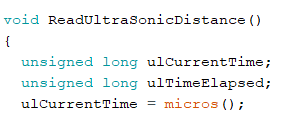 void ReadUltraSonicDistance()
{
  unsigned long ulCurrentTime;
  unsigned long ulTimeElapsed;
  ulCurrentTime = micros();